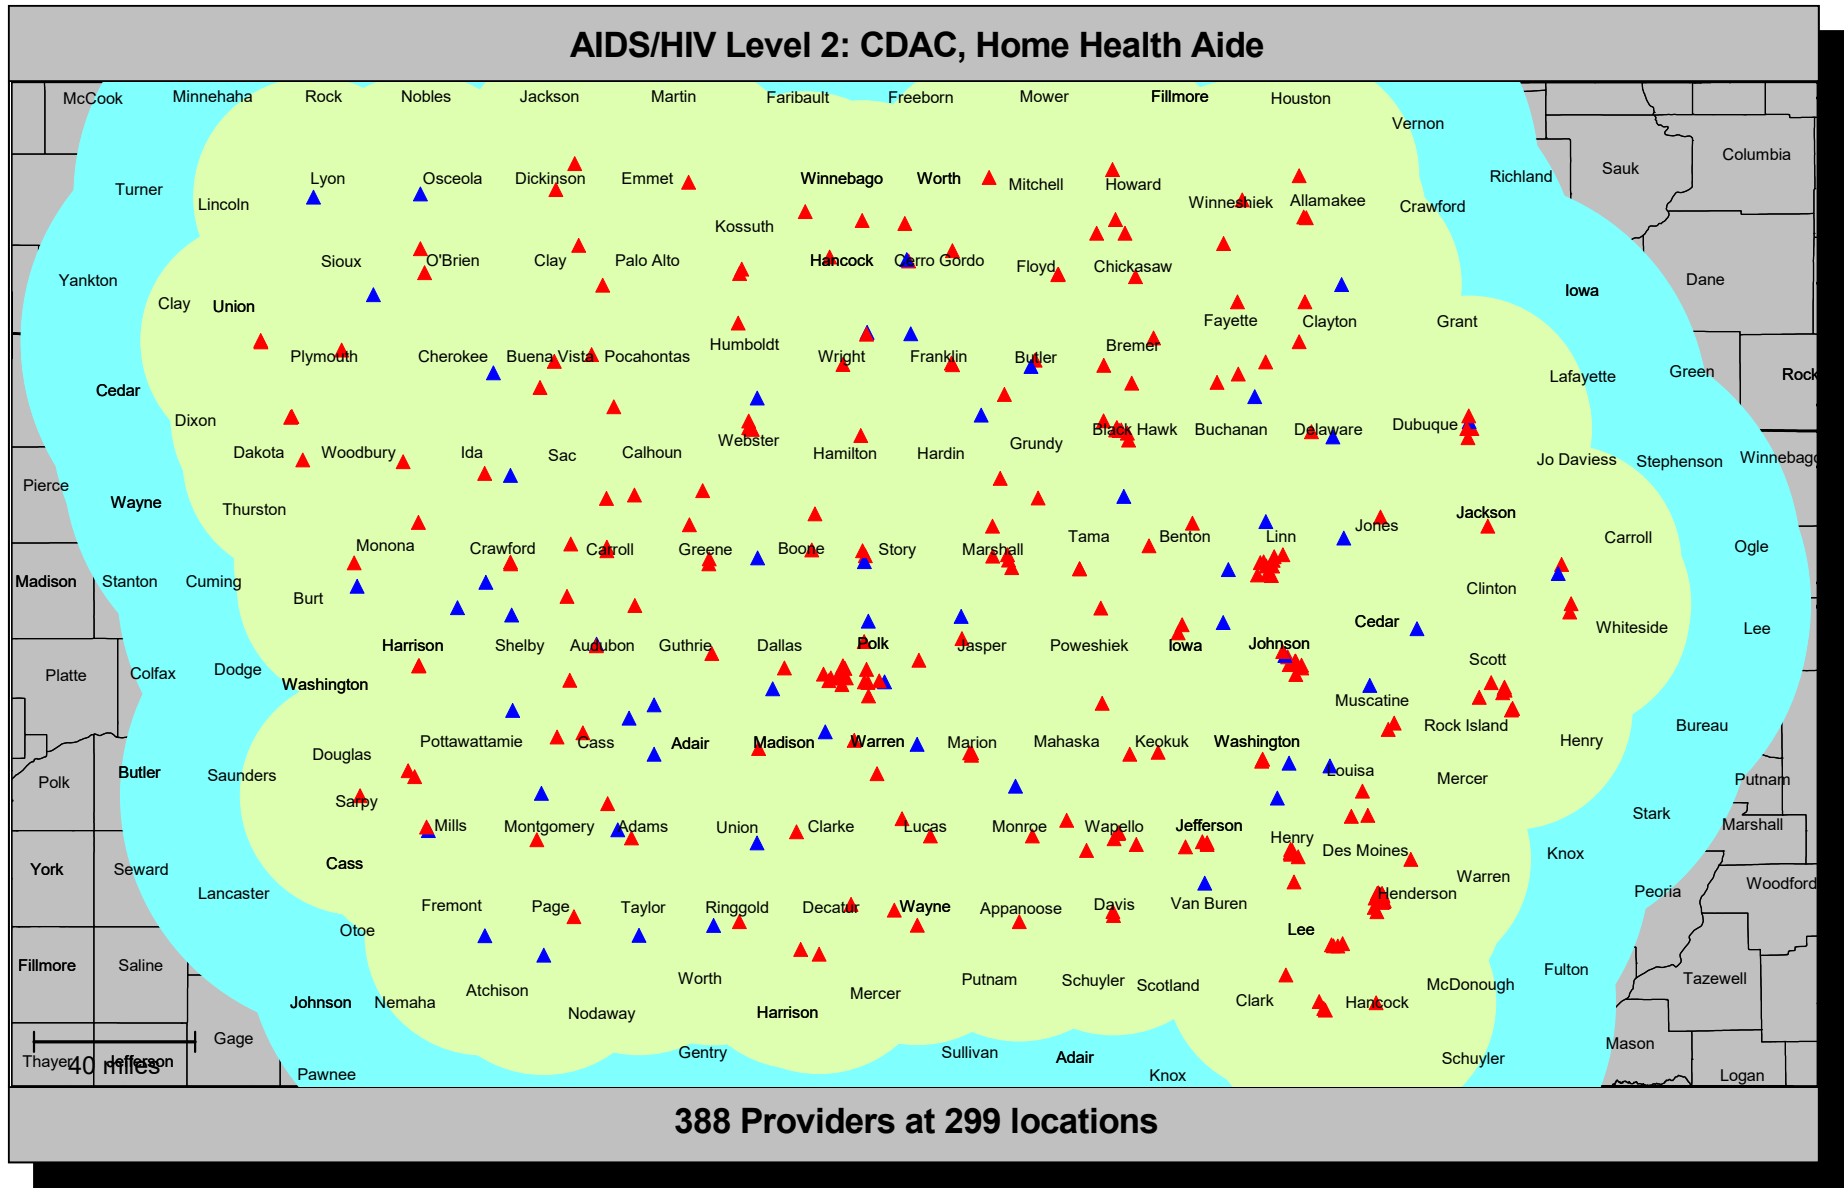 AIDS/HIV Level 2: CDAC, Home Health Aide
McCook Minnehaha Rock Nobles Jackson Martin Faribault Freeborn Mower Fillmore Houston
Vernon
Columbia
Sauk
Turner Lyon Osceola Dickinson Emmet Winnebago Worth Mitchell Howard Richland
Lincoln Kossuth Winneshiek Allamakee Crawford
Yankton Sioux O'Brien Clay Palo Alto Hancock Cerro Gordo Floyd Chickasaw Dane
Clay Union Iowa
Fayette Clayton Grant
Plymouth Cherokee Buena Vista Pocahontas Humboldt Wright Franklin Butler Bremer
Cedar Lafayette Green Rock
Dixon Webster Grundy Black Hawk Buchanan Delaware Dubuque
Dakota Woodbury Ida Sac Calhoun Hamilton Hardin Jo Daviess Stephenson Winnebago
Pierce
Wayne Thurston Jackson
Monona Crawford Carroll Greene Boone Story Marshall Tama Benton Linn Jones Carroll Ogle
Madison Stanton Cuming Burt Clinton
Cedar Whiteside Lee
Harrison Shelby Audubon Guthrie Dallas Polk Jasper Poweshiek Iowa Johnson Scott
Platte Colfax Dodge Washington
Muscatine
Rock Island Bureau
Douglas Pottawattamie Cass Adair Madison Warren Marion Mahaska Keokuk Washington Henry
Polk Butler Saunders Louisa Mercer Putnam
Sarpy Stark
Mills Montgomery Adams Union Clarke Lucas Monroe Wapello Jefferson Henry Marshall
York Seward Cass Des Moines Knox
Lancaster Warren Peoria Woodford
Fremont Page Taylor Ringgold Decatur Wayne Appanoose Davis Van Buren Henderson
Otoe Lee
Fillmore Saline Fulton
Johnson Nemaha Atchison Worth Mercer Putnam Schuyler Scotland McDonough Tazewell
Nodaway Harrison Clark Hancock
Gage Mason
Thayer Jefferson Gentry Sullivan Adair Schuyler
40 miles
Pawnee Knox Logan
388 Providers at 299 locations